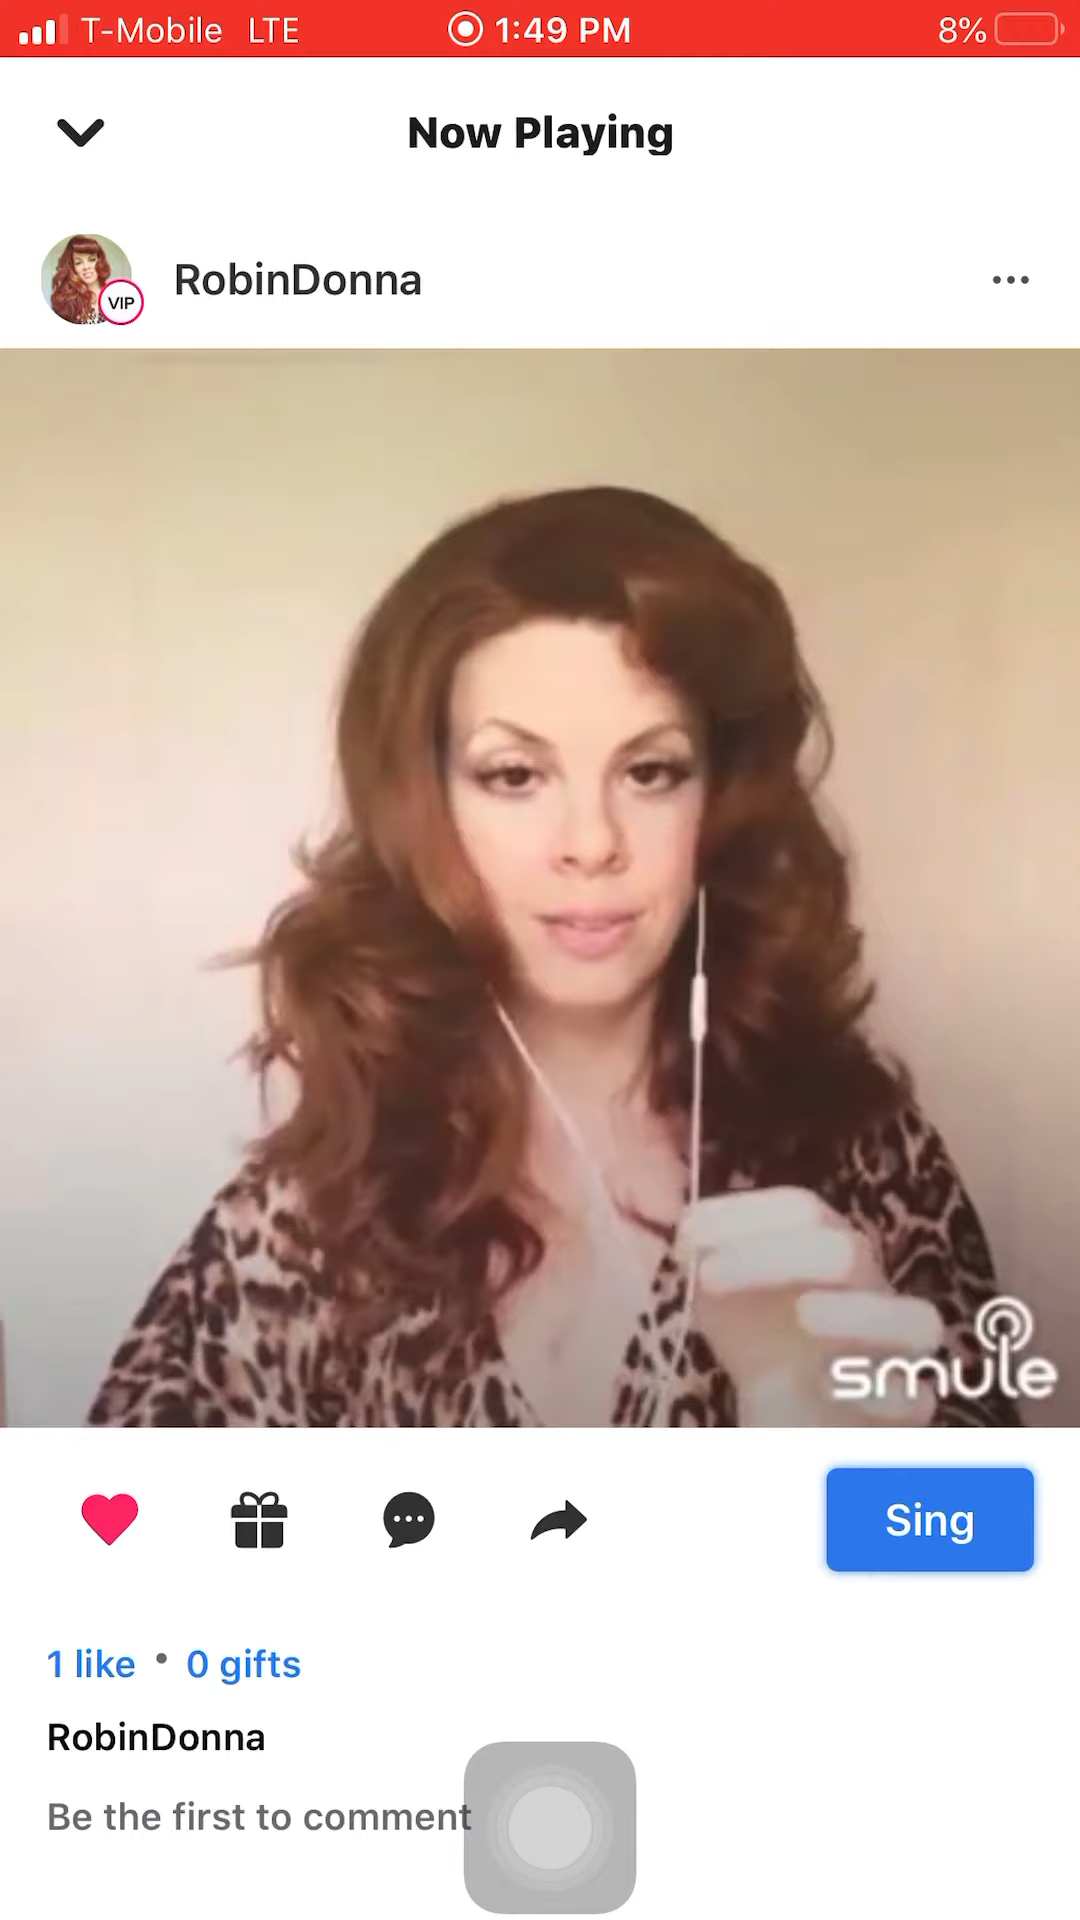 T-Mobile LTE 1:49 PM 8%
Now Playing
VIP
RobinDonna
smule
Sing
1 like • 0 gifts
RobinDonna
Be the first to comment